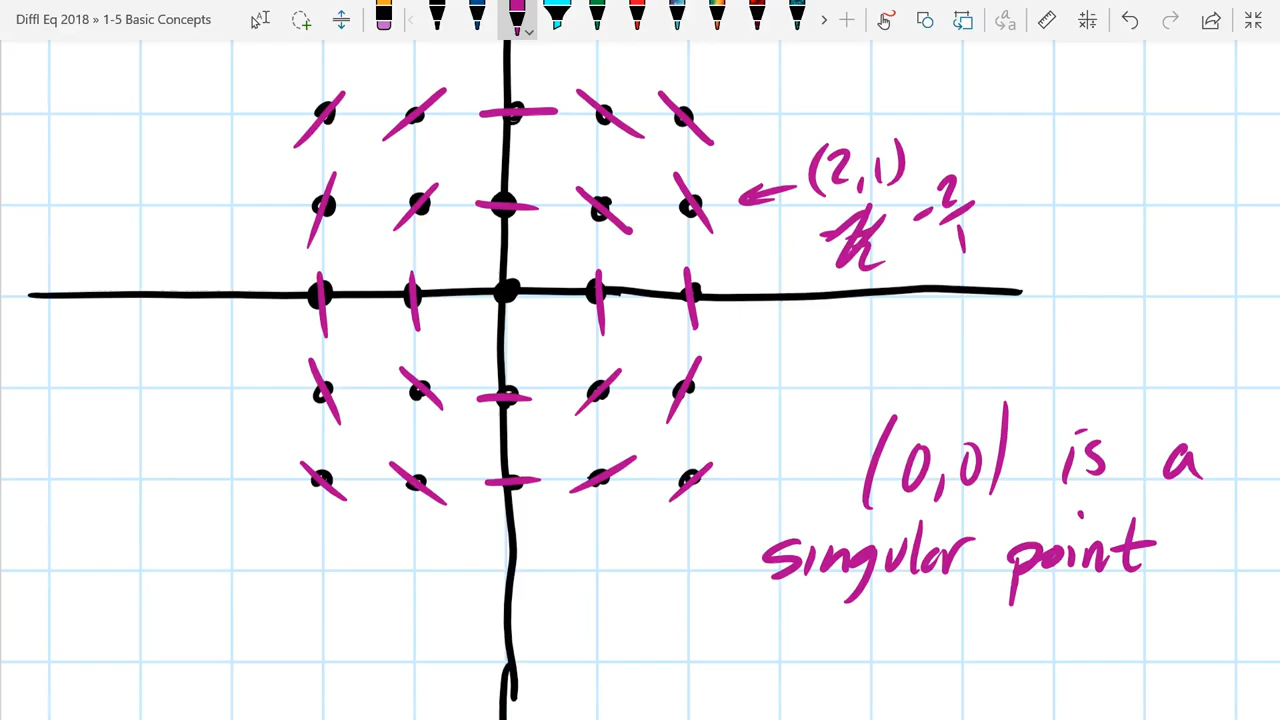 Diffl Eq 2018 » 1-5 Basic Concepts
(2,1)
-2/1
(0,0) is a
singular point